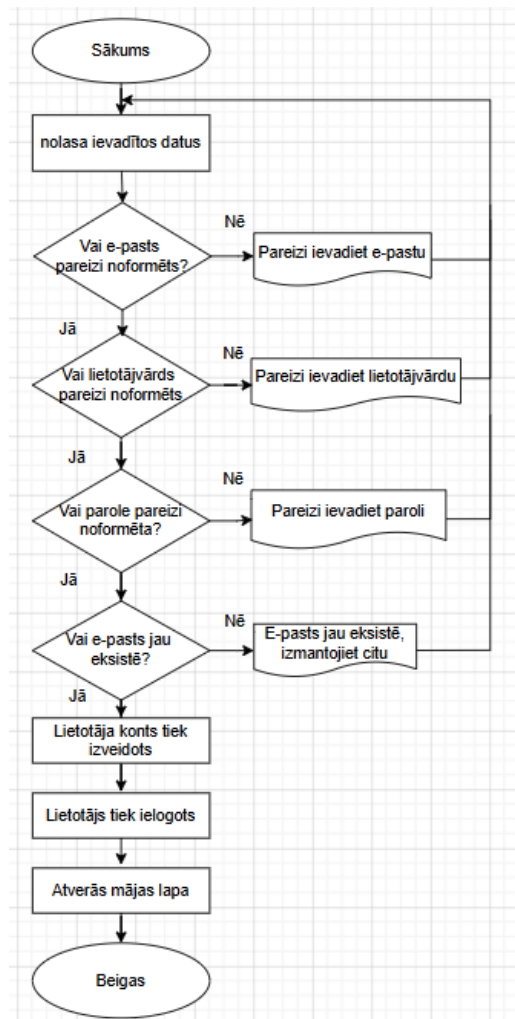 Sākums
nolasa ievadītos datus
Vai e-pasts
pareizi noformēts?
Nē
Pareizi ievadiet e-pastu
Jā
Vai lietotājvārds
pareizi noformēts
Nē
Pareizi ievadiet lietotājvārdu
Jā
Vai parole pareizi
noformēta?
Nē
Pareizi ievadiet paroli
Jā
Vai e-pasts jau
eksistē?
Nē
E-pasts jau eksistē,
izmantojiet citu
Jā
Lietotāja konts tiek
izveidots
Lietotājs tiek ielogots
Atverās mājas lapa
Beigas